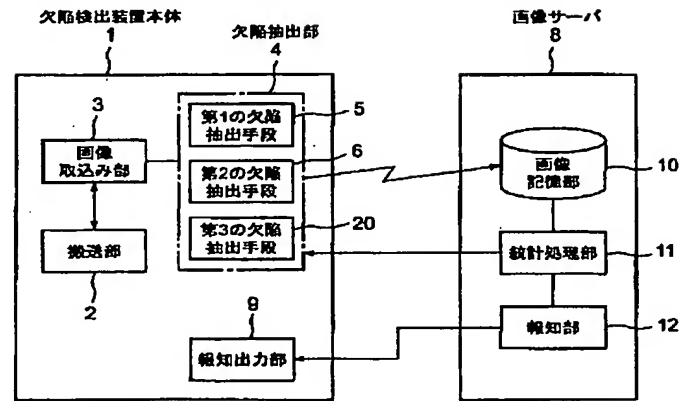 欠陥検出装置本体
1
欠陥抽出部
4
画像サーバ
8
3
画像
取込み部
第1の欠陥
抽出手段
5
第2の欠陥
抽出手段
6
第3の欠陥
抽出手段
20
搬送部
2
9
報知出力部
画像
記憶部
10
統計処理部
11
報知部
12